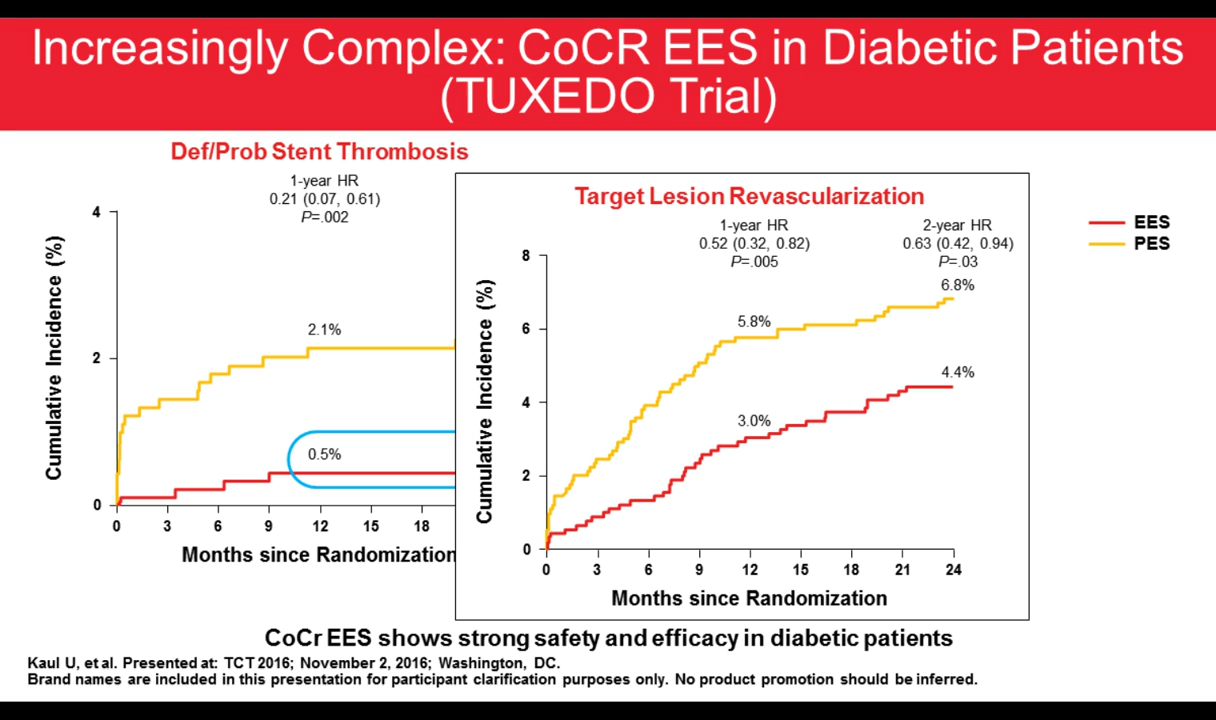 Increasingly Complex: CoCR EES in Diabetic Patients
(TUXEDO Trial)
Def/Prob Stent Thrombosis
1-year HR
0.21 (0.07, 0.61)
P=.002
Cumulative Incidence (%)
4
2
0
2.1%
0.5%
0 3 6 9 12 15 18
Months since Randomization
Target Lesion Revascularization
1-year HR
0.52 (0.32, 0.82)
P=.005
2-year HR
0.63 (0.42, 0.94)
P=.03
Cumulative Incidence (%)
8
6
4
2
0
5.8%
6.8%
3.0%
4.4%
0 3 6 9 12 15 18 21 24
Months since Randomization
EES
PES
CoCr EES shows strong safety and efficacy in diabetic patients
Kaul U, et al. Presented at: TCT 2016; November 2, 2016; Washington, DC.
Brand names are included in this presentation for participant clarification purposes only. No product promotion should be inferred.